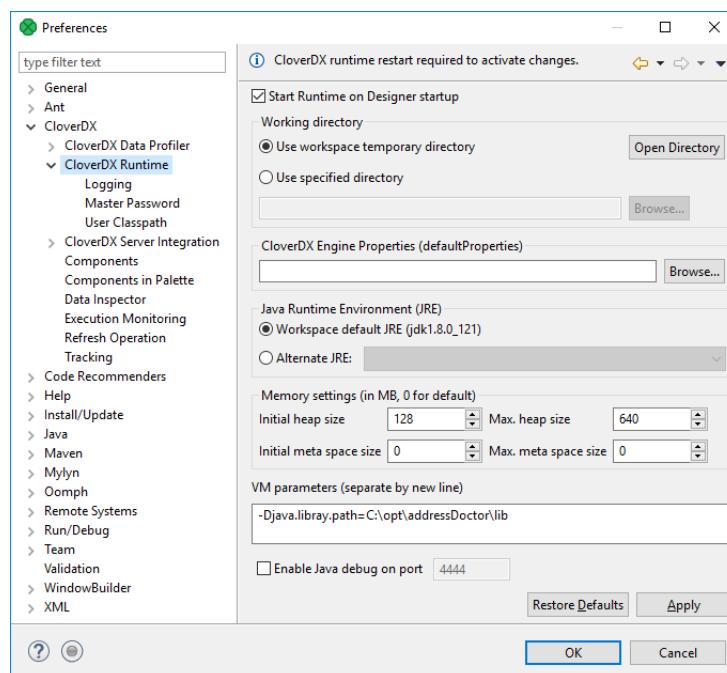 Preferences
type filter text
General
Ant
CloverDX
CloverDX Data Profiler
CloverDX Runtime
Logging
Master Password
User Classpath
CloverDX Server Integration
Components
Components in Palette
Data Inspector
Execution Monitoring
Refresh Operation
Tracking
Code Recommenders
Help
Install/Update
Java
Maven
Mylyn
Oomph
Remote Systems
Run/Debug
Team
Validation
WindowBuilder
XML
CloverDX runtime restart required to activate changes.
Start Runtime on Designer startup
Working directory
Use workspace temporary directory Open Directory
Use specified directory
Browse...
CloverDX Engine Properties (defaultProperties)
Browse...
Java Runtime Environment (JRE)
Workspace default JRE (jdk1.8.0_121)
Alternate JRE:
Memory settings (in MB, 0 for default)
Initial heap size 128 Max. heap size 640
Initial meta space size 0 Max. meta space size 0
VM parameters (separate by new line)
-Djava.libray.path=C:\opt\addressDoctor\lib
Enable Java debug on port 4444
Restore Defaults Apply
OK Cancel